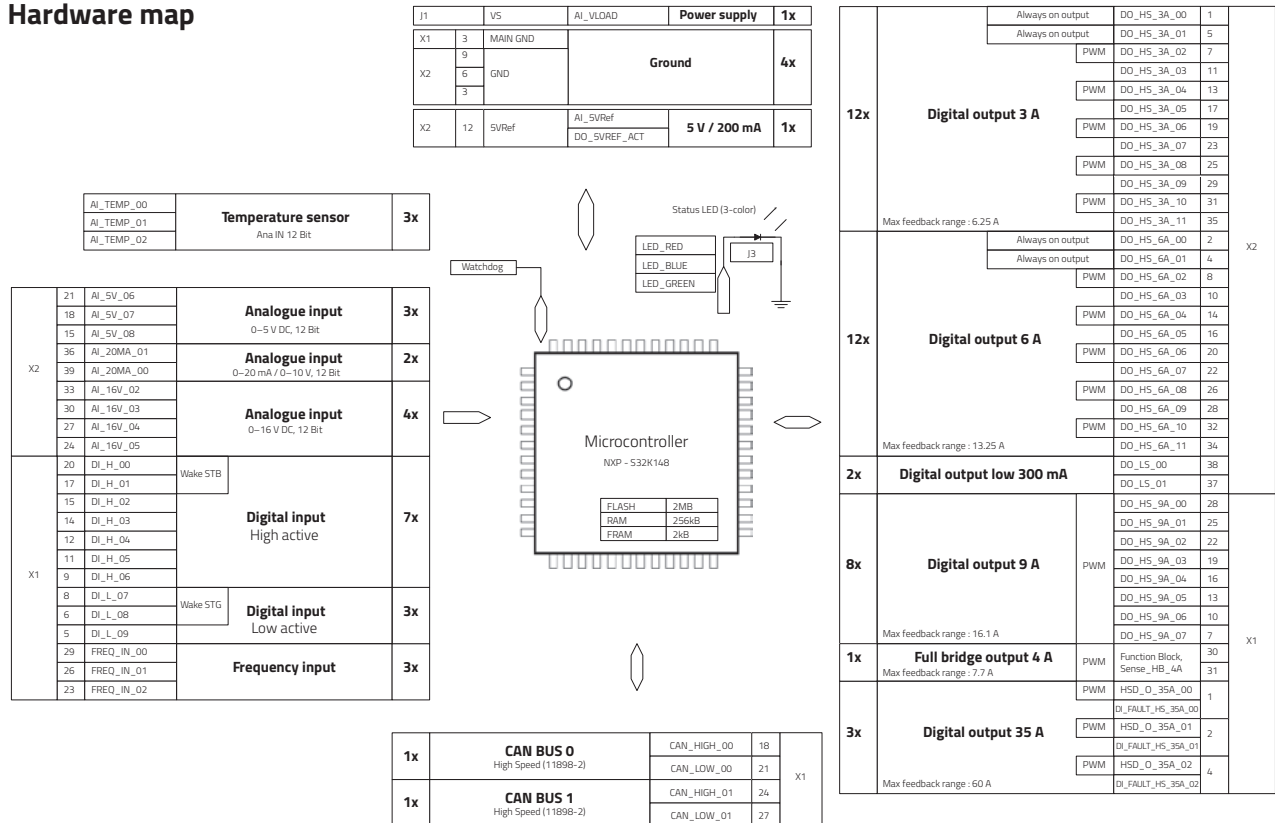 Hardware map
J1 VS AI_VLOAD Power supply 1x
X1 3 MAIN GND
X2 9 6 3 GND
Ground 4x
X2 12 5VRef AI_5VRef DO_5VREF_ACT 5 V / 200 mA 1x
AI_TEMP_00
AI_TEMP_01
AI_TEMP_02
Temperature sensor 3x
Ana IN 12 Bit
Watchdog
Status LED (3-color)
LED_RED
LED_BLUE
LED_GREEN
J3
X2
21 AI_5V_06
18 AI_5V_07
15 AI_5V_08
Analogue input 3x
0–5 V DC, 12 Bit
36 AI_20MA_01
39 AI_20MA_00
Analogue input 2x
0–20 mA / 0–10 V, 12 Bit
33 AI_16V_02
30 AI_16V_03
27 AI_16V_04
24 AI_16V_05
Analogue input 4x
0–16 V DC, 12 Bit
X1
20 DI_H_00
17 DI_H_01
Wake STB
15 DI_H_02
14 DI_H_03
12 DI_H_04
11 DI_H_05
9 DI_H_06
Digital input 7x
High active
8 DI_L_07
6 DI_L_08
Wake STG
5 DI_L_09
Digital input 3x
Low active
29 FREQ_IN_00
26 FREQ_IN_01
23 FREQ_IN_02
Frequency input 3x
Microcontroller
NXP - S32K148
FLASH 2MB
RAM 256kB
FRAM 2kB
1x CAN BUS 0
High Speed (11898-2)
CAN_HIGH_00 18
CAN_LOW_00 21
1x CAN BUS 1
High Speed (11898-2)
CAN_HIGH_01 24
CAN_LOW_01 27
X1
12x Digital output 3 A
Max feedback range : 6.25 A
Always on output DO_HS_3A_00 1
Always on output DO_HS_3A_01 5
PWM DO_HS_3A_02 7
DO_HS_3A_03 11
PWM DO_HS_3A_04 13
DO_HS_3A_05 17
PWM DO_HS_3A_06 19
DO_HS_3A_07 23
PWM DO_HS_3A_08 25
DO_HS_3A_09 29
PWM DO_HS_3A_10 31
DO_HS_3A_11 35
X2
12x Digital output 6 A
Max feedback range : 13.25 A
Always on output DO_HS_6A_00 2
Always on output DO_HS_6A_01 4
PWM DO_HS_6A_02 8
DO_HS_6A_03 10
PWM DO_HS_6A_04 14
DO_HS_6A_05 16
PWM DO_HS_6A_06 20
DO_HS_6A_07 22
PWM DO_HS_6A_08 26
DO_HS_6A_09 28
PWM DO_HS_6A_10 32
DO_HS_6A_11 34
2x Digital output low 300 mA
DO_LS_00 38
DO_LS_01 37
8x Digital output 9 A
Max feedback range : 16.1 A
PWM
DO_HS_9A_00 28
DO_HS_9A_01 25
DO_HS_9A_02 22
DO_HS_9A_03 19
DO_HS_9A_04 16
DO_HS_9A_05 13
DO_HS_9A_06 10
DO_HS_9A_07 7
X1
1x Full bridge output 4 A
Max feedback range : 7.7 A
PWM Function Block, 30
Sense_HB_4A 31
3x Digital output 35 A
Max feedback range : 60 A
PWM HSD_O_35A_00 1
DI_FAULT_HS_35A_00
PWM HSD_O_35A_01 2
DI_FAULT_HS_35A_01
PWM HSD_O_35A_02 4
DI_FAULT_HS_35A_02